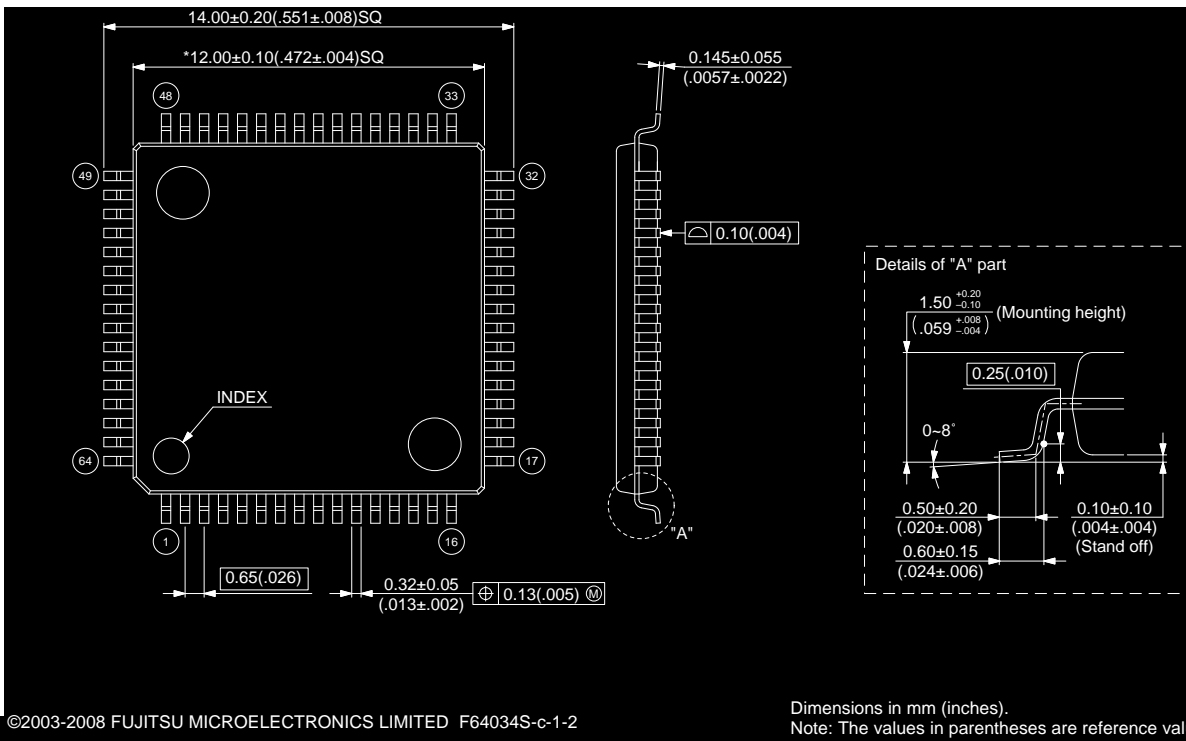 14.00±0.20(.551±.008)SQ
*12.00±0.10(.472±.004)SQ
0.145±0.055
(.0057±.0022)
48
33
49
32
0.10(.004)
Details of "A" part
1.50 +0.20 –0.10 (Mounting height)
(.059 +.008 –.004)
0.25(.010)
INDEX
0~8°
64
17
0.50±0.20
(.020±.008)
0.10±0.10
(.004±.004)
(Stand off)
"A"
1
16
0.60±0.15
(.024±.006)
0.65(.026)
0.32±0.05
(.013±.002)
0.13(.005) Ⓜ
©2003-2008 FUJITSU MICROELECTRONICS LIMITED F64034S-c-1-2
Dimensions in mm (inches).
Note: The values in parentheses are reference val